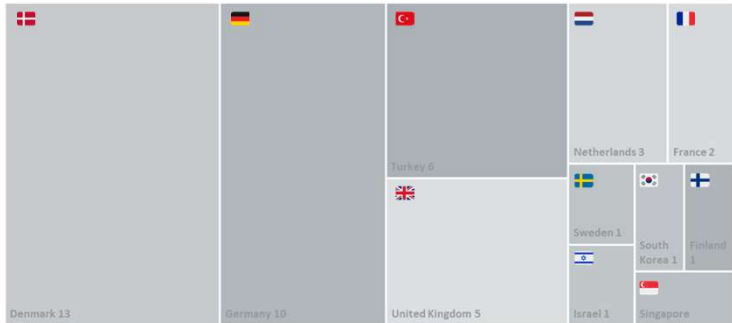 Denmark 13
Germany 10
Turkey 6
United Kingdom 5
Netherlands 3
France 2
Sweden 1
South
Korea 1
Finland
1
Israel 1
Singapore